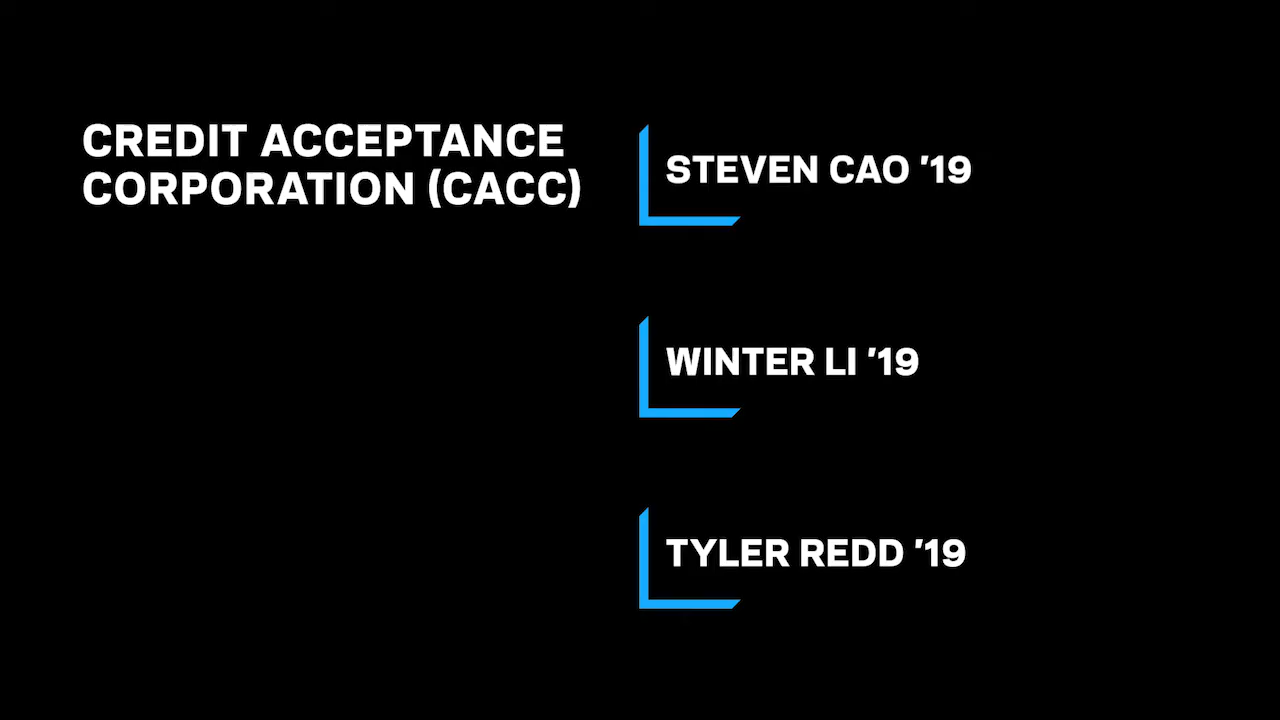 CREDIT ACCEPTANCE
CORPORATION (CACC)
STEVEN CAO '19
WINTER LI '19
TYLER REDD '19